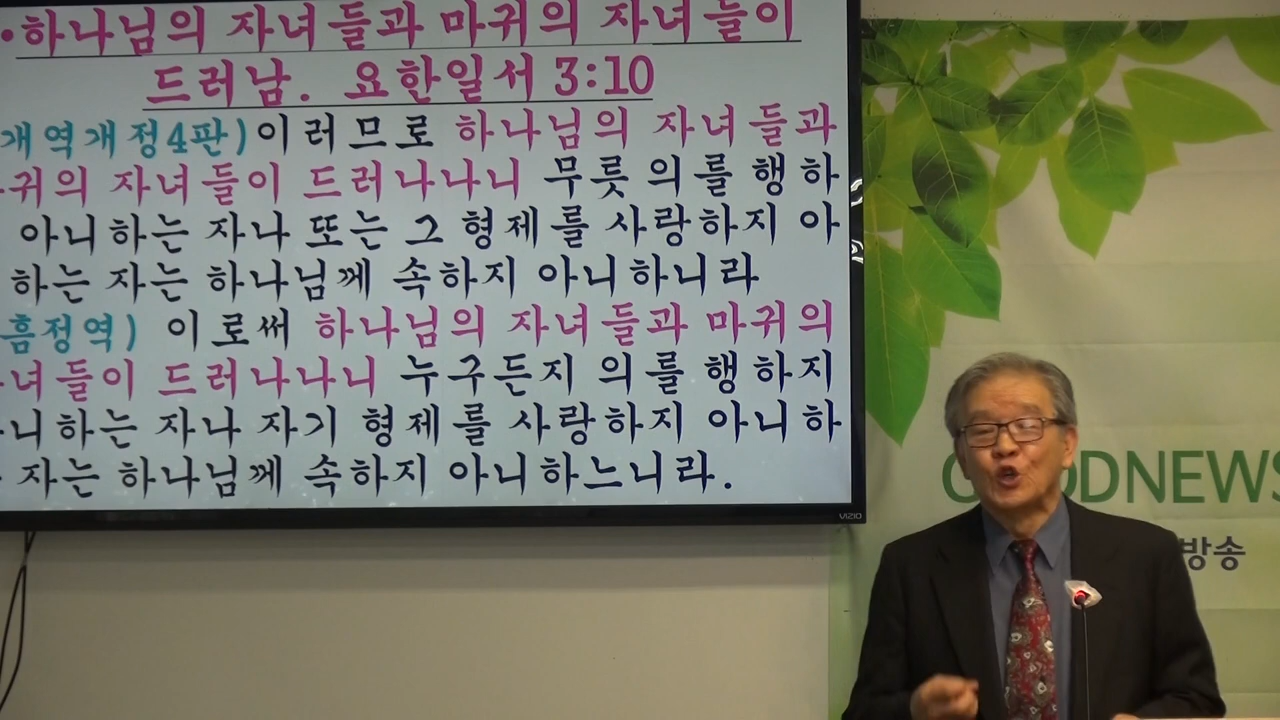 •하나님의 자녀들과 마귀의 자녀들이
드러남. 요한일서 3:10
개역개정4판)이러므로 하나님의 자녀들과
귀의 자녀들이 드러나나니 무릇 의를 행하
아니하는 자나 또는 그 형제를 사랑하지 아
하는 자는 하나님께 속하지 아니하니라
흠정역) 이로써 하나님의 자녀들과 마귀의
녀들이 드러나나니 누구든지 의를 행하지
니하는 자나 자기 형제를 사랑하지 아니하
자는 하나님께 속하지 아니하느니라.
VIZIO
GOODNEWS
방송